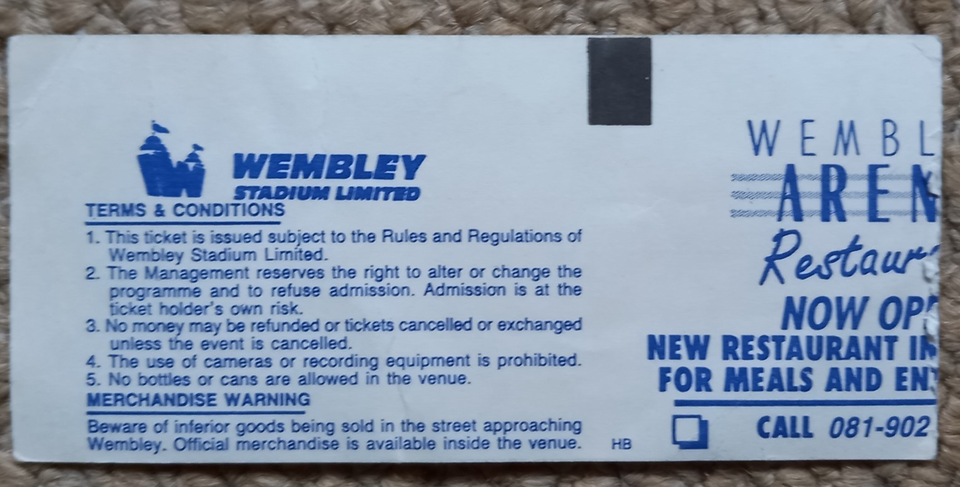 WEMBLEY
STADIUM LIMITED
TERMS & CONDITIONS
1. This ticket is issued subject to the Rules and Regulations of
Wembley Stadium Limited.
2. The Management reserves the right to alter or change the
programme and to refuse admission. Admission is at the
ticket holder's own risk.
3. No money may be refunded or tickets cancelled or exchanged
unless the event is cancelled.
4. The use of cameras or recording equipment is prohibited.
5. No bottles or cans are allowed in the venue.
MERCHANDISE WARNING
Beware of inferior goods being sold in the street approaching
Wembley. Official merchandise is available inside the venue.
HB
WEMBL
AREN
Restaur
NOW OP
NEW RESTAURANT IN
FOR MEALS AND EN
CALL 081-902